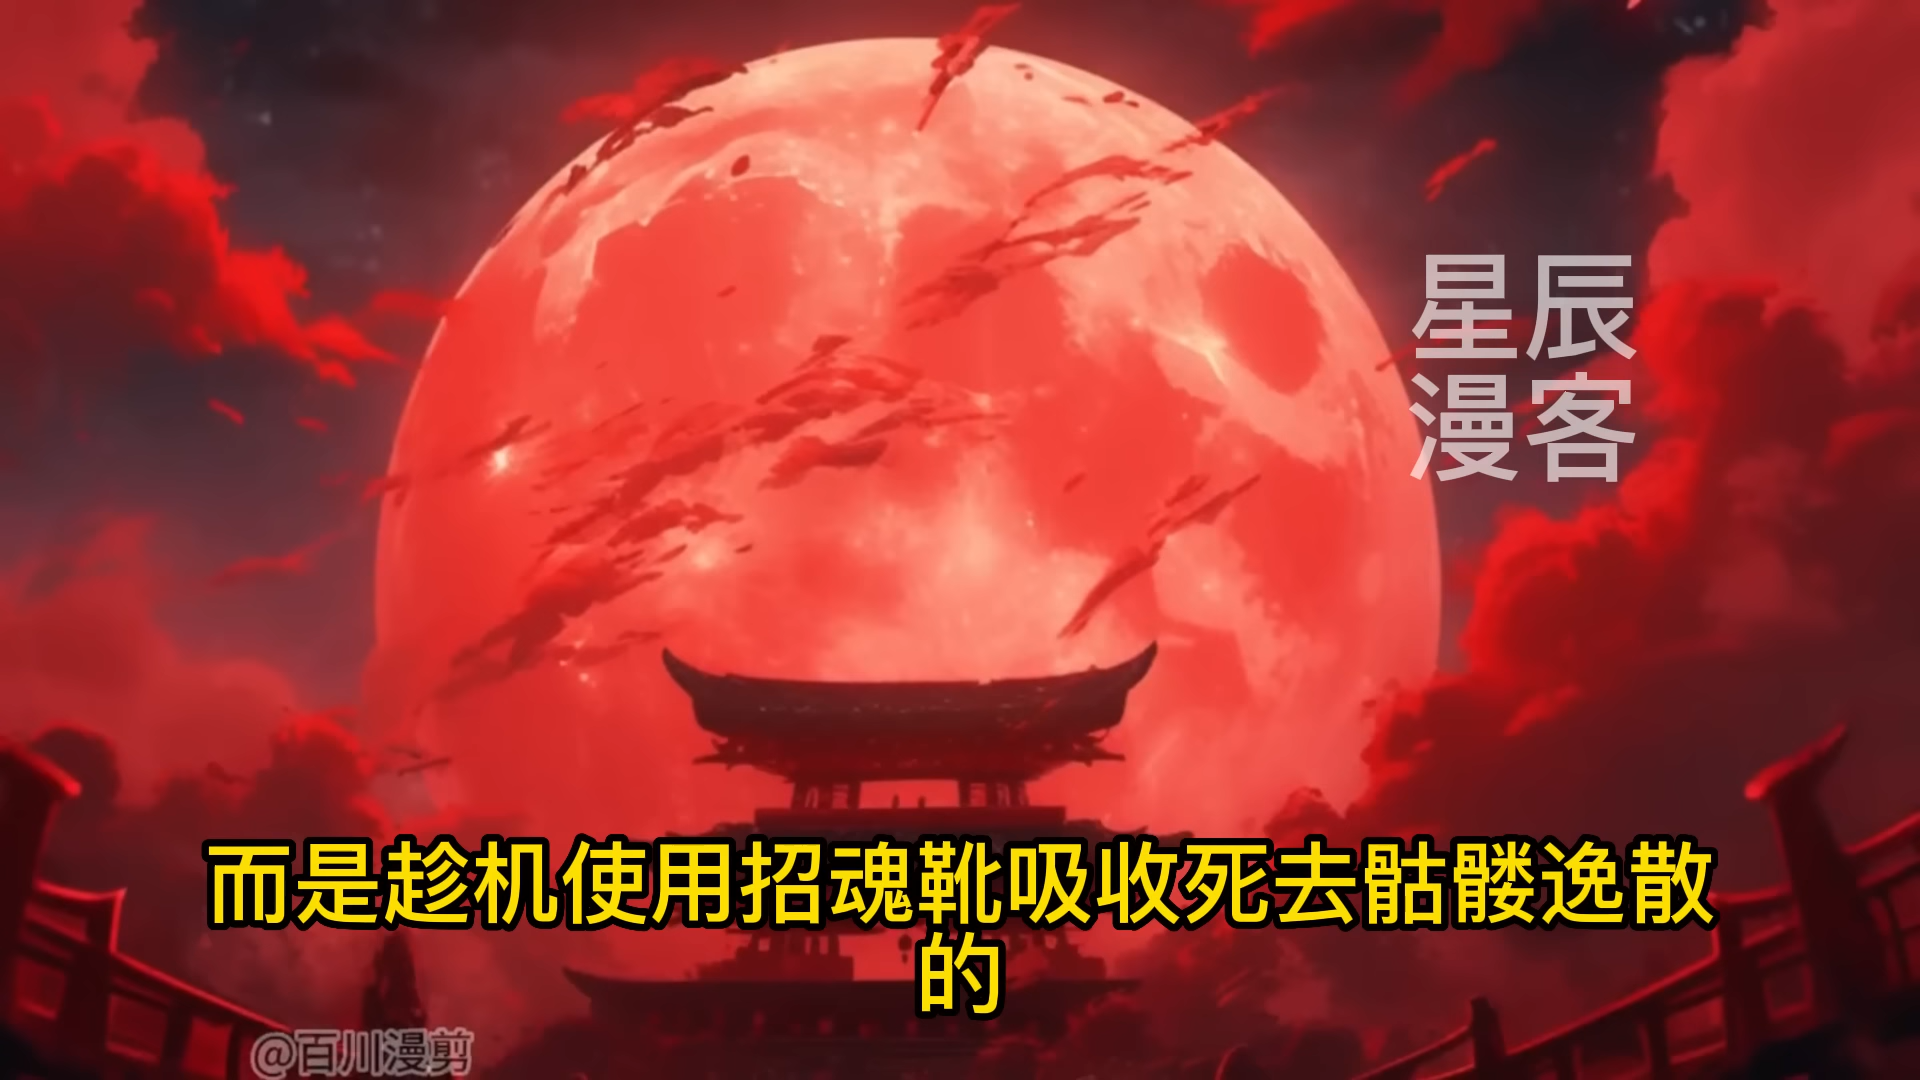 星辰
漫客
而是趁机使用招魂靴吸收死去骷髅逸散
的
@百川漫剪